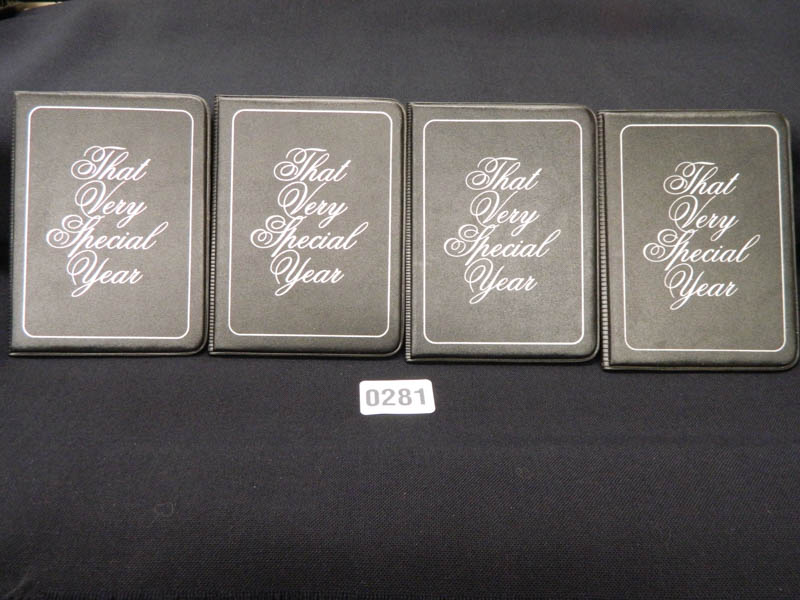 That
Very
Special
Year
That
Very
Special
Year
That
Very
Special
Year
That
Very
Special
Year
0281